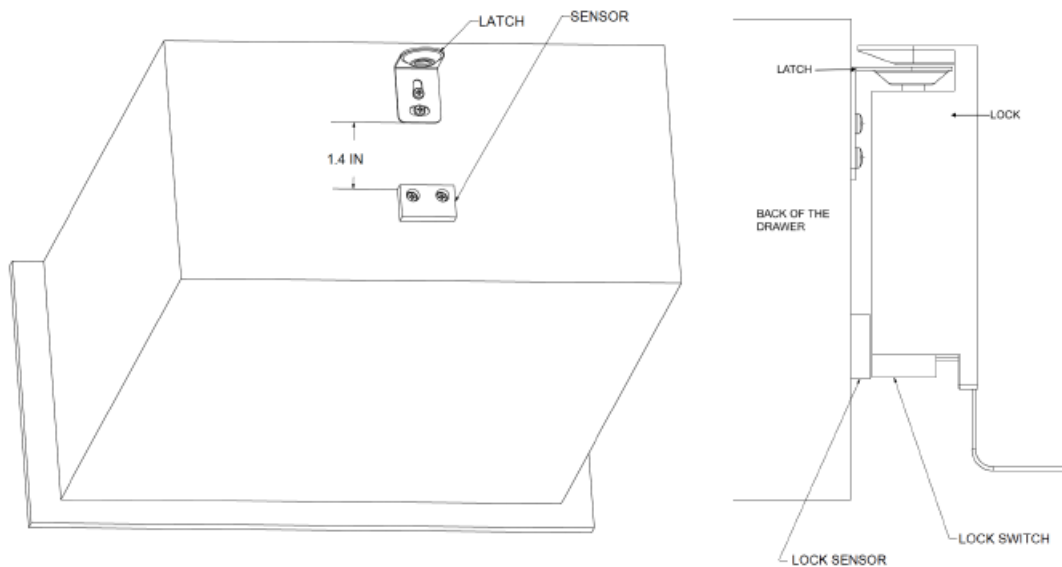 LATCH
SENSOR
1.4 IN
LATCH
LOCK
BACK OF THE
DRAWER
LOCK SWITCH
LOCK SENSOR